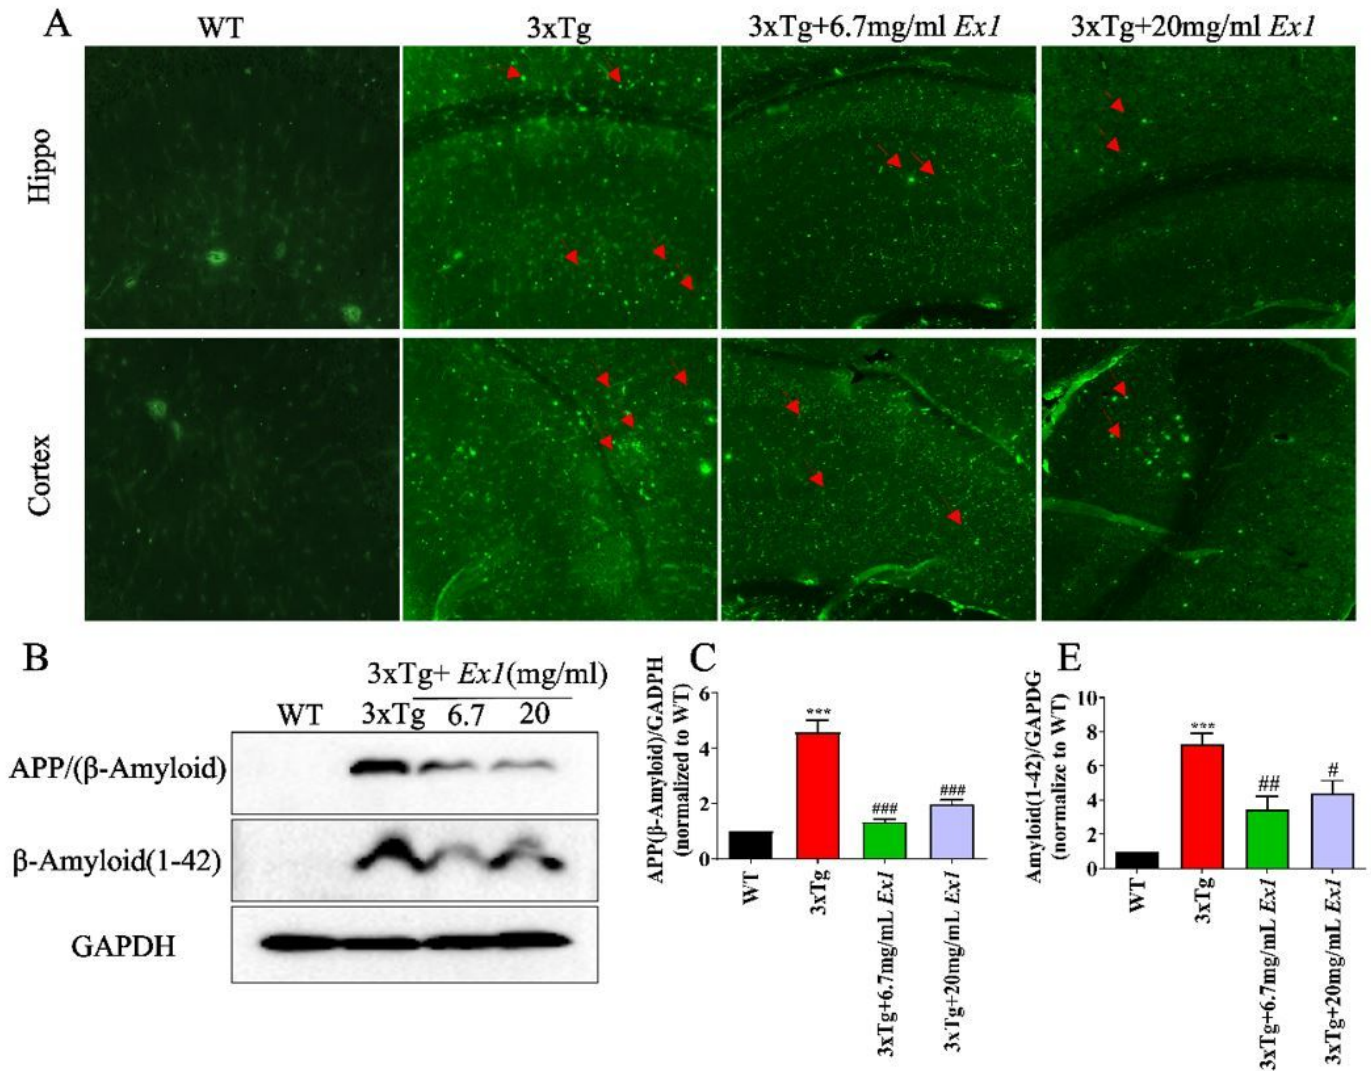 A
WT
3xTg
3xTg+6.7mg/ml Ex1
3xTg+20mg/ml Ex1
Hippo
Cortex
B
3xTg+ Ex1(mg/ml)
WT
3xTg
6.7
20
APP/(β-Amyloid)
β-Amyloid(1-42)
GAPDH
C
APP(β-Amyloid)/GADPH
(normalized to WT)
6
4
2
0
***
###
###
WT
3xTg
3xTg+6.7mg/mL Ex1
3xTg+20mg/mL Ex1
E
Amyloid(1-42)/GAPDG
(normalize to WT)
10
8
6
4
2
0
***
##
#
WT
3xTg
3xTg+6.7mg/mL Ex1
3xTg+20mg/mL Ex1